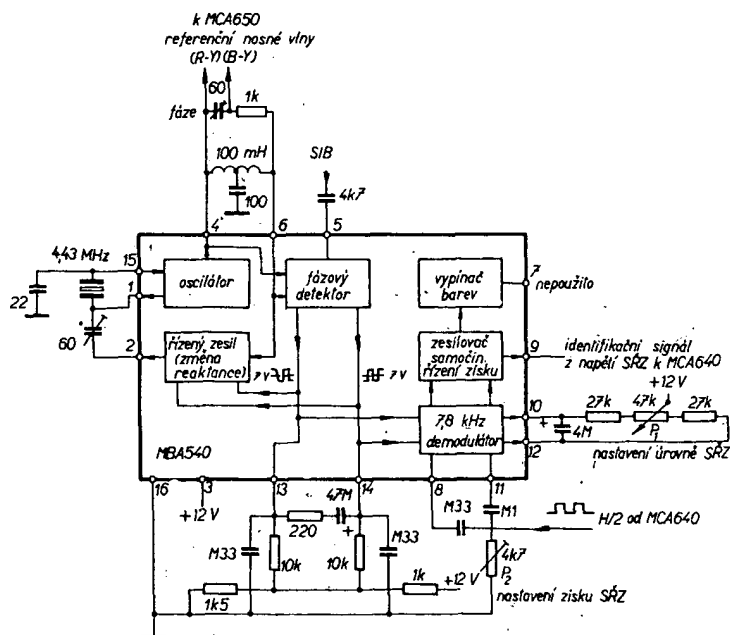 k MCA650
referenční nosné vlny
(R-Y)(B-Y)
60
1k
fáze
100 mH
SIB
100
4k7
4
6
5
4,43 MHz
15
1
22
60
2
oscilátor
fázový
detektor
vypínač
barev
7
nepoužito
řízený zesil
(změna
reaktance)
7 V
7 V
zesilovač
samočin.
řízení zisku
9
identifikační signál
z napětí SŘZ k MCA640
+12 V
10
27k
47k
27k
P1
+
4M
7,8 kHz
demodulátor
12
nastavení úrovně SŘZ
MBA540
16
3
+12 V
13
14
8
11
47M
M33
M1
H/2 od MCA640
M33
220
+
M33
10k
10k
4k7
P2
1k5
1k
+12 V
nastavení zisku SŘZ